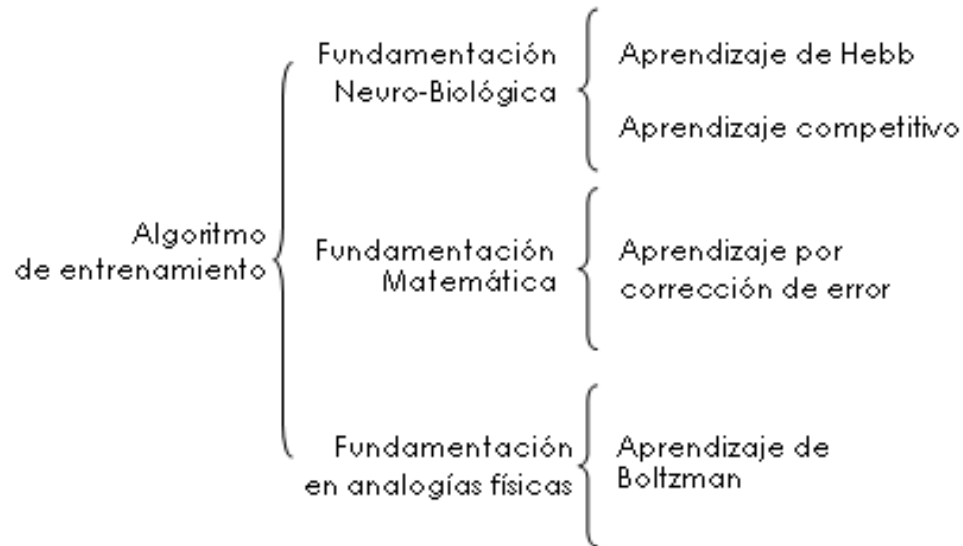 Algoritmo
de entrenamiento
Fundamentación
Neuro-Biológica
Aprendizaje de Hebb
Aprendizaje competitivo
Fundamentación
Matemática
Aprendizaje por
corrección de error
Fundamentación
en analogías físicas
Aprendizaje de
Boltzman